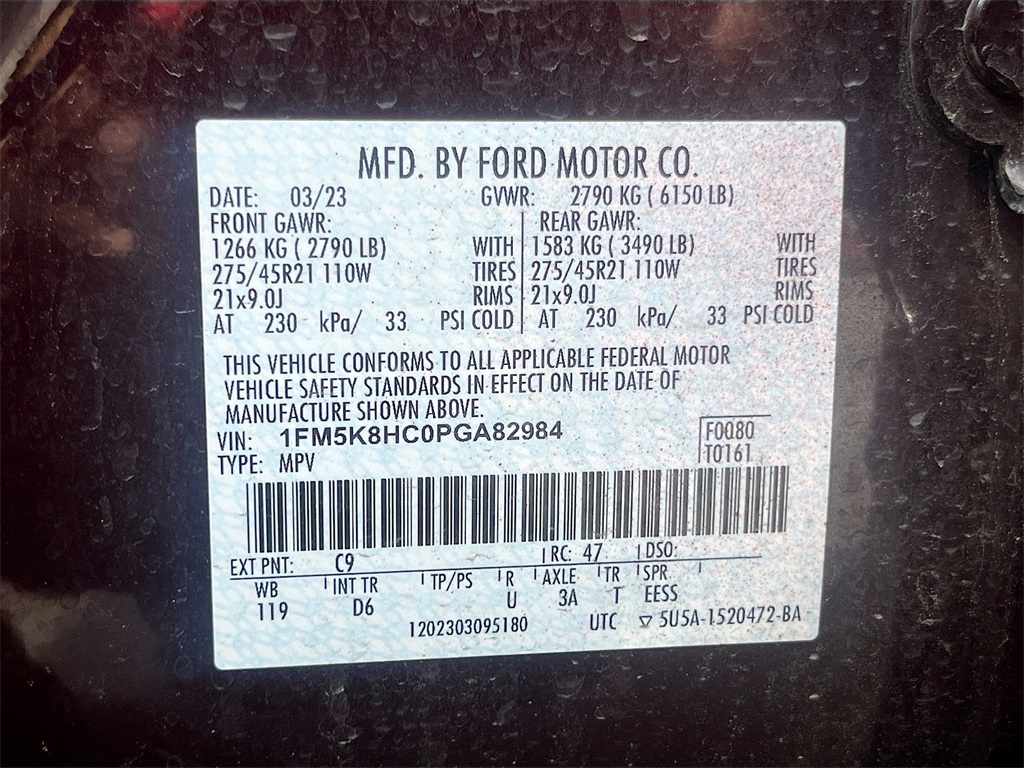 MFD. BY FORD MOTOR CO.
DATE: 03/23 GVWR: 2790 KG ( 6150 LB)
FRONT GAWR: REAR GAWR:
1266 KG ( 2790 LB) WITH 1583 KG ( 3490 LB) WITH
275/45R21 110W TIRES 275/45R21 110W TIRES
21x9.0J RIMS 21x9.0J RIMS
AT 230 kPa/ 33 PSI COLD AT 230 kPa/ 33 PSI COLD
THIS VEHICLE CONFORMS TO ALL APPLICABLE FEDERAL MOTOR
VEHICLE SAFETY STANDARDS IN EFFECT ON THE DATE OF
MANUFACTURE SHOWN ABOVE.
VIN: 1FM5K8HC0PGA82984 F0080
TYPE: MPV T0161
EXT PNT: C9 RC: 47 DSO:
WB INT TR TP/PS R AXLE TR SPR
119 D6 U 3A T EESS
1202303095180 UTC ▽ 5U5A-1520472-BA